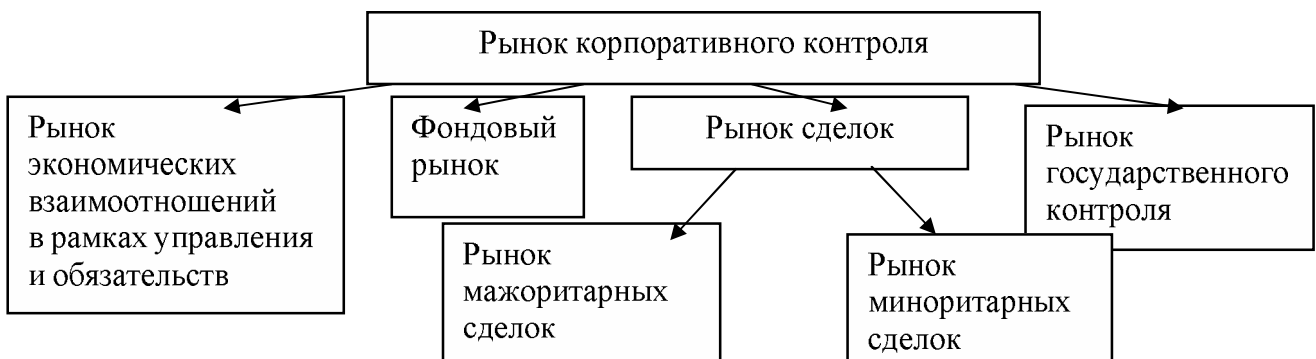 Рынок корпоративного контроля
Рынок
экономических
взаимоотношений
в рамках управления
и обязательств
Фондовый
рынок
Рынок сделок
Рынок
государственного
контроля
Рынок
мажоритарных
сделок
Рынок
миноритарных
сделок